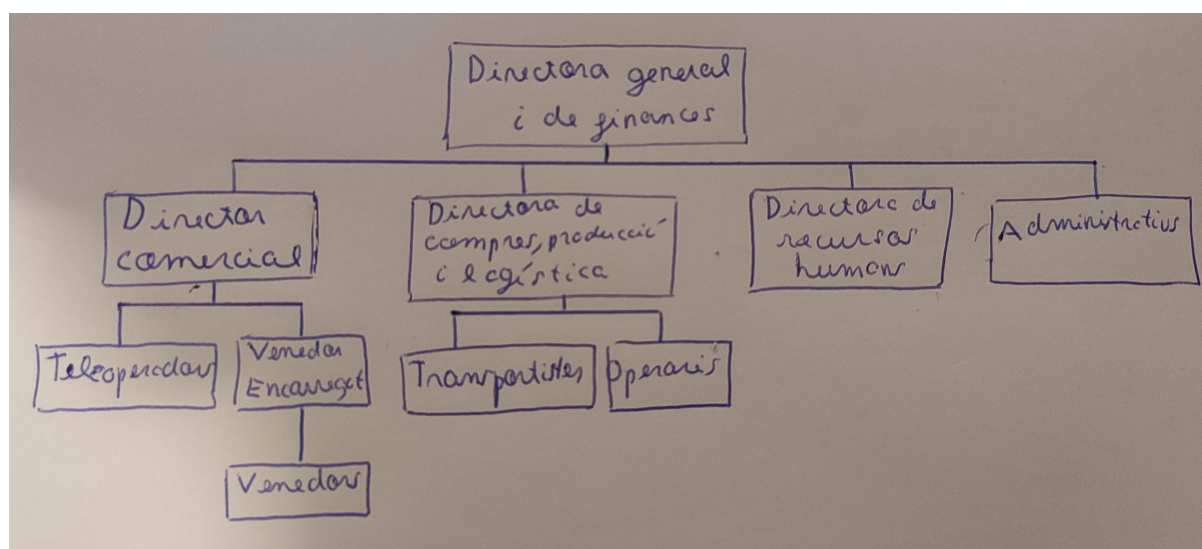 Directora general
i de finances
Director
comercial
Directora de
compres, producció
i logística
Directora de
recursos
humans
Administratius
Teleoperadors
Venedor
Encarregat
Transportistes
Operaris
Venedors